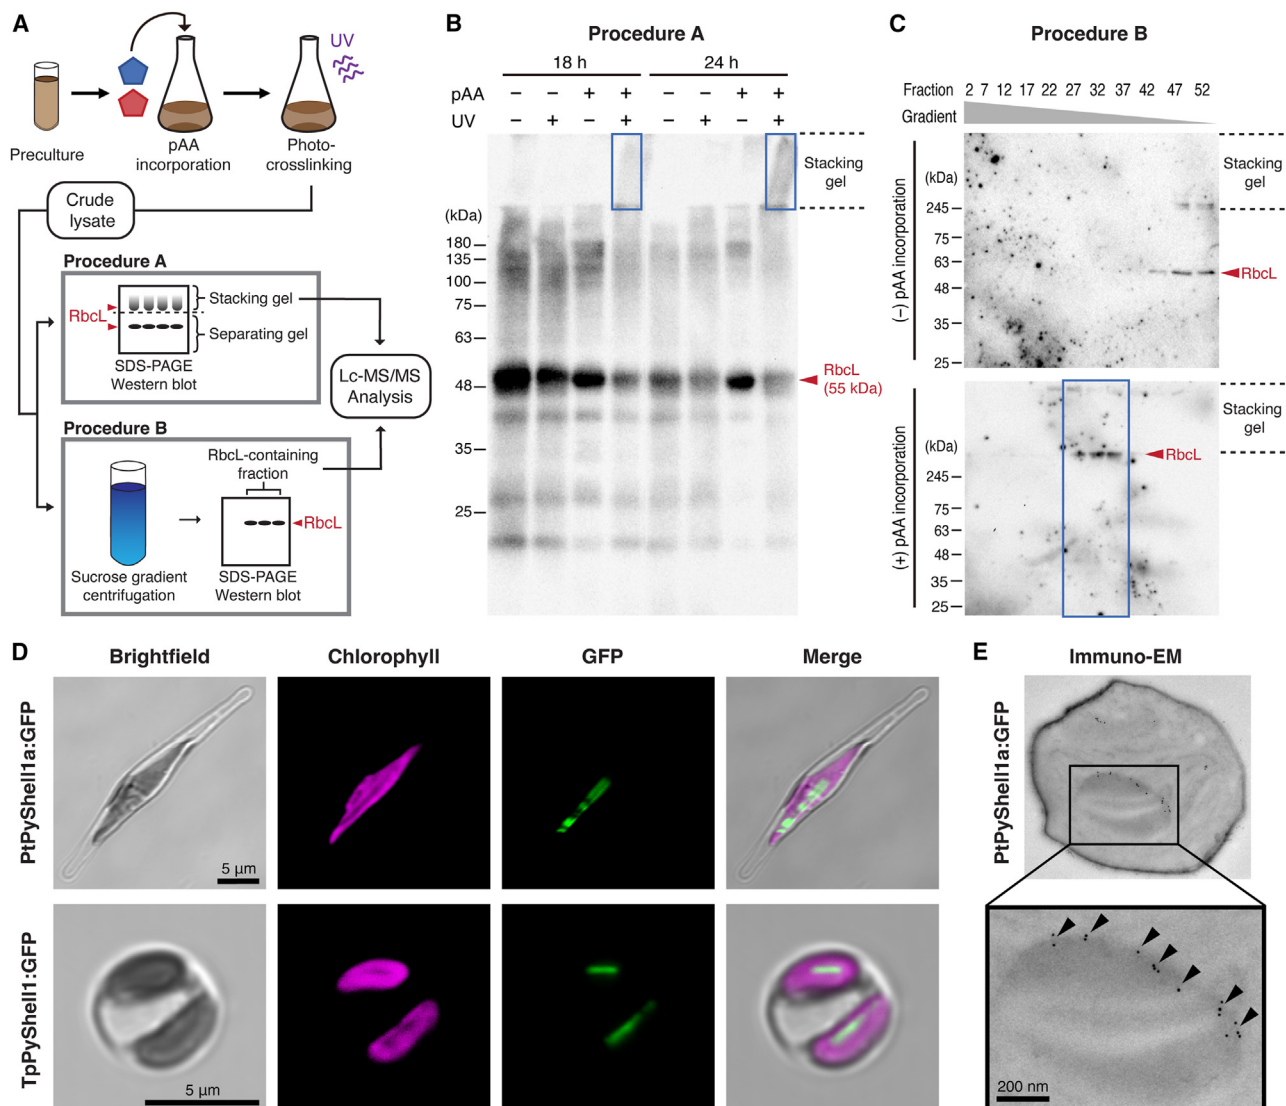 A
UV
Preculture
pAA
incorporation
Photo-
crosslinking
Crude
lysate
Procedure A
RbcL
Stacking gel
Separating gel
SDS-PAGE
Western blot
Lc-MS/MS
Analysis
Procedure B
RbcL-containing
fraction
RbcL
Sucrose gradient
centrifugation
SDS-PAGE
Western blot
B
Procedure A
18 h 24 h
pAA − − + + − − + +
UV − + − + − + − +
Stacking
gel
(kDa)
180
135
100
75
63
48
35
25
RbcL
(55 kDa)
C
Procedure B
Fraction 2 7 12 17 22 27 32 37 42 47 52
Gradient
(−) pAA incorporation
(kDa)
245
75
63
48
35
25
Stacking
gel
RbcL
(+) pAA incorporation
(kDa)
245
75
63
48
35
25
Stacking
gel
RbcL
D
Brightfield Chlorophyll GFP Merge
PtPyShell1a:GFP
5 µm
TpPyShell1:GFP
5 µm
E
Immuno-EM
PtPyShell1a:GFP
200 nm